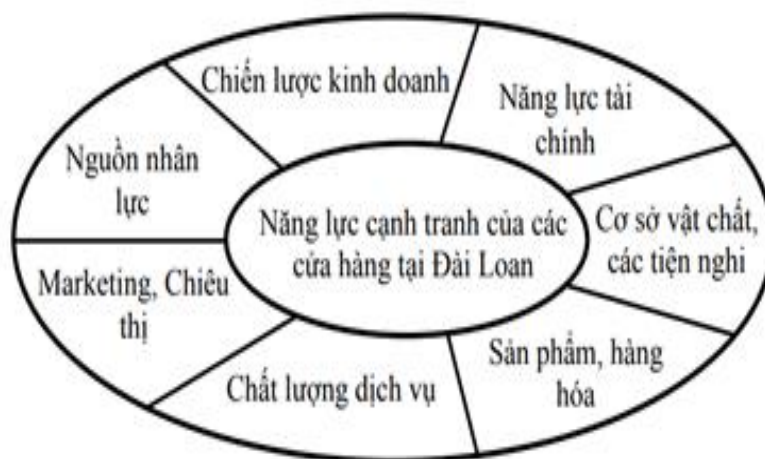 Chiến lược kinh doanh
Năng lực tài
chính
Nguồn nhân
lực
Năng lực cạnh tranh của các
cửa hàng tại Đài Loan
Cơ sở vật chất,
các tiện nghi
Marketing, Chiêu
thị
Sản phẩm, hàng
hóa
Chất lượng dịch vụ